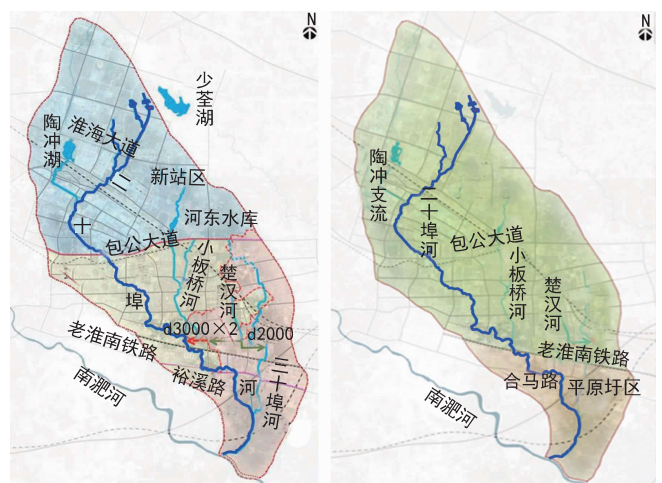 N
少荃湖
陶冲湖
淮海大道
二十埠河
新站区
河东水库
包公大道
小板桥河
楚汉河
d3000×2
d2000
老淮南铁路
裕溪路
二十埠河
南淝河
N
陶冲支流
二十埠河
包公大道
小板桥河
楚汉河
老淮南铁路
合马路
平原圩区
南淝河